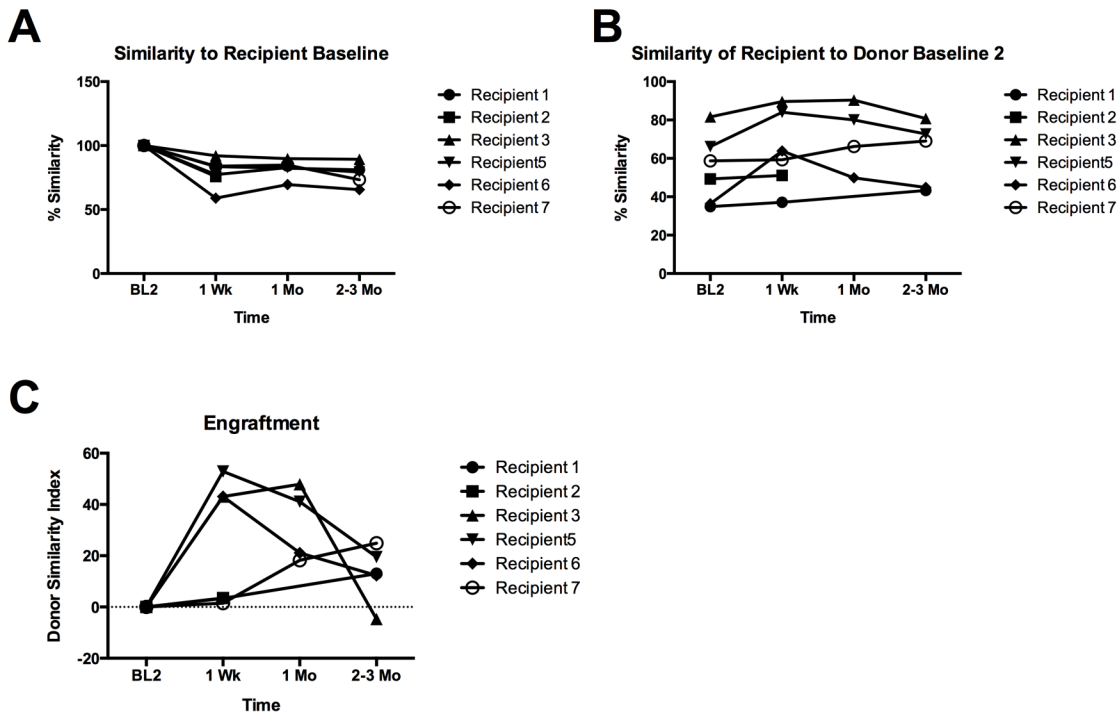 A
Similarity to Recipient Baseline
150
100
50
0
% Similarity
BL2 1 Wk 1 Mo 2-3 Mo
Time
Recipient 1
Recipient 2
Recipient 3
Recipient5
Recipient 6
Recipient 7
B
Similarity of Recipient to Donor Baseline 2
100
80
60
40
20
0
% Similarity
BL2 1 Wk 1 Mo 2-3 Mo
Time
Recipient 1
Recipient 2
Recipient 3
Recipient5
Recipient 6
Recipient 7
C
Engraftment
60
40
20
0
-20
Donor Similarity Index
BL2 1 Wk 1 Mo 2-3 Mo
Time
Recipient 1
Recipient 2
Recipient 3
Recipient5
Recipient 6
Recipient 7